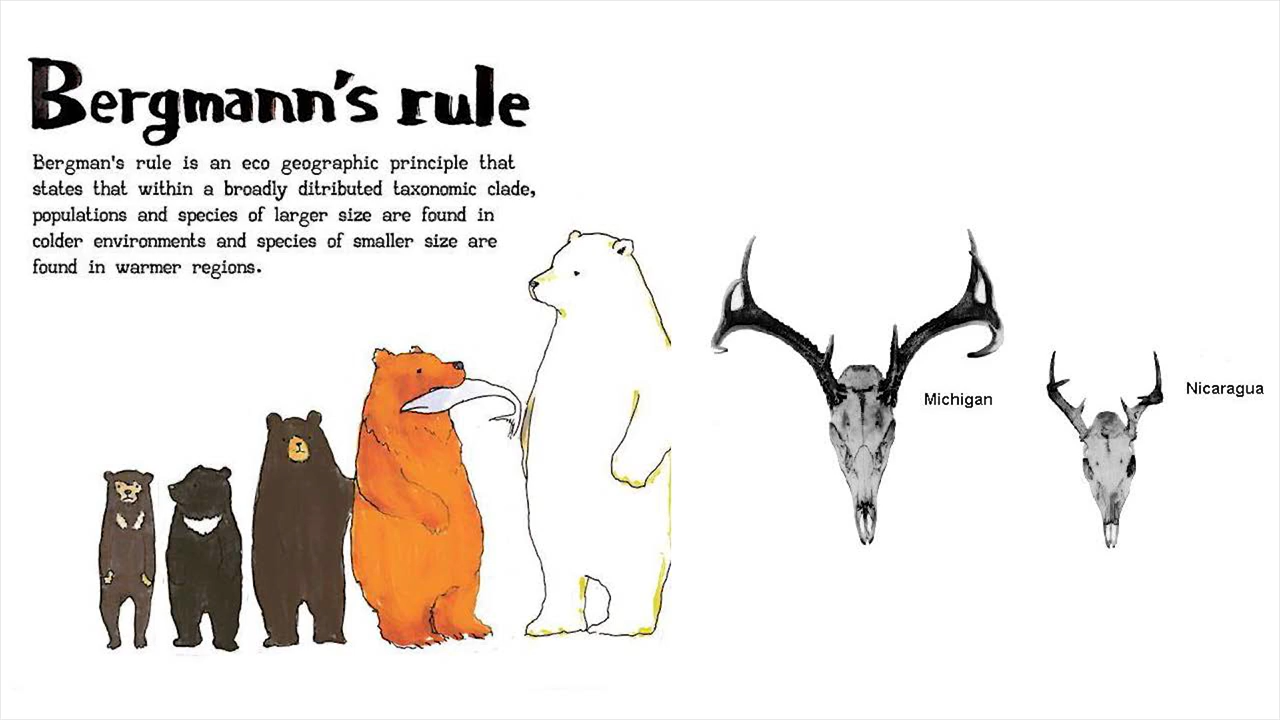 Bergmann's rule
Bergman's rule is an eco geographic principle that
states that within a broadly ditributed taxonomic clade,
populations and species of larger size are found in
colder environments and species of smaller size are
found in warmer regions.
Michigan
Nicaragua